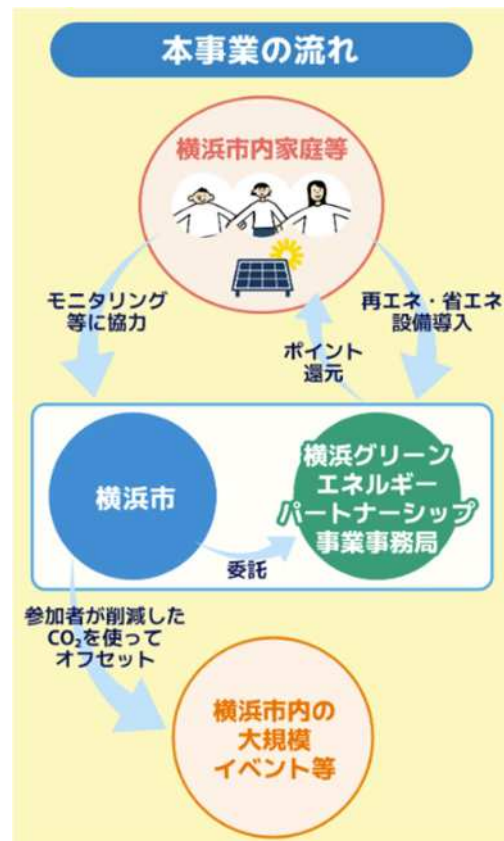 本事業の流れ
横浜市内家庭等
モニタリング
等に協力
再エネ・省エネ
設備導入
ポイント
還元
横浜市
横浜グリーン
エネルギー
パートナーシップ
事業事務局
委託
参加者が削減した
CO₂を使って
オフセット
横浜市内の
大規模
イベント等